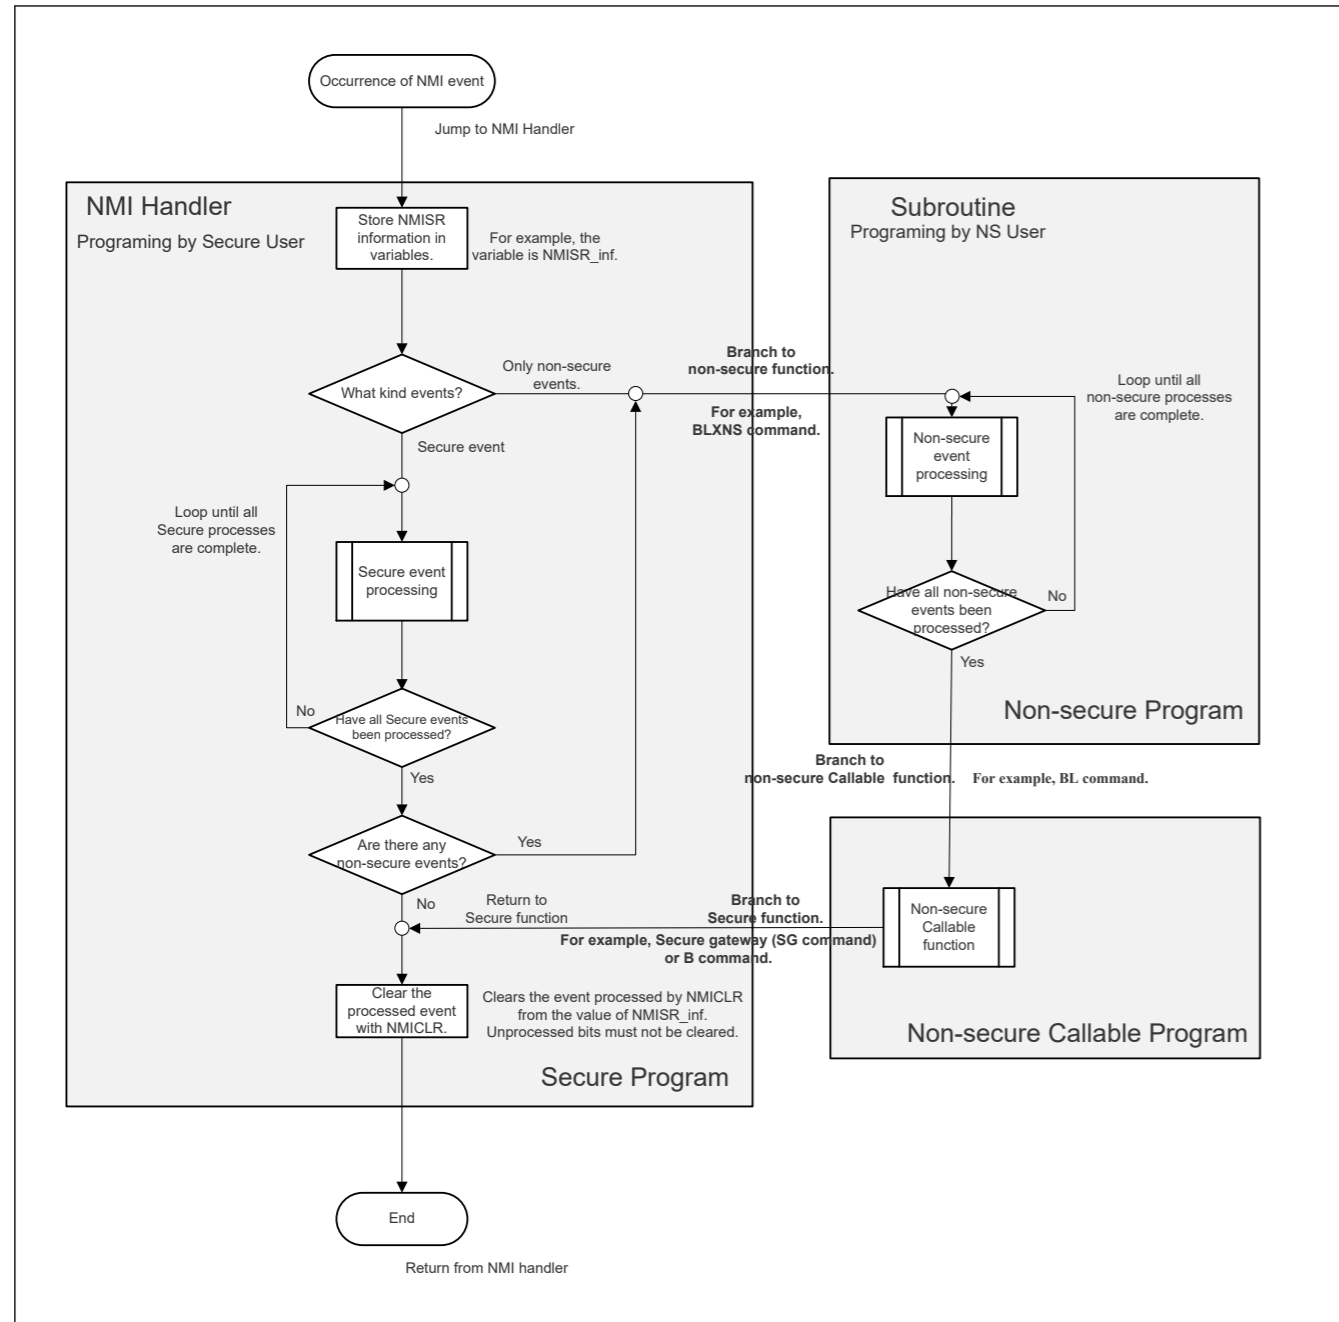 Occurrence of NMI event
Jump to NMI Handler
NMI Handler
Programing by Secure User
Store NMISR
information in
variables.
For example, the
variable is NMISR_inf.
What kind events?
Only non-secure
events.
Secure event
Loop until all
Secure processes
are complete.
Secure event
processing
Have all Secure events
been processed?
No
Yes
Are there any
non-secure events?
Yes
No
Return to
Secure function
Clear the
processed event
with NMICLR.
Clears the event processed by NMICLR
from the value of NMISR_inf.
Unprocessed bits must not be cleared.
Secure Program
End
Return from NMI handler
Branch to
non-secure function.
For example,
BLXNS command.
Subroutine
Programing by NS User
Loop until all
non-secure processes
are complete.
Non-secure
event
processing
Have all non-secure
events been
processed?
No
Yes
Non-secure Program
Branch to
non-secure Callable function.
For example, BL command.
Non-secure
Callable
function
Branch to
Secure function.
For example, Secure gateway (SG command)
or B command.
Non-secure Callable Program